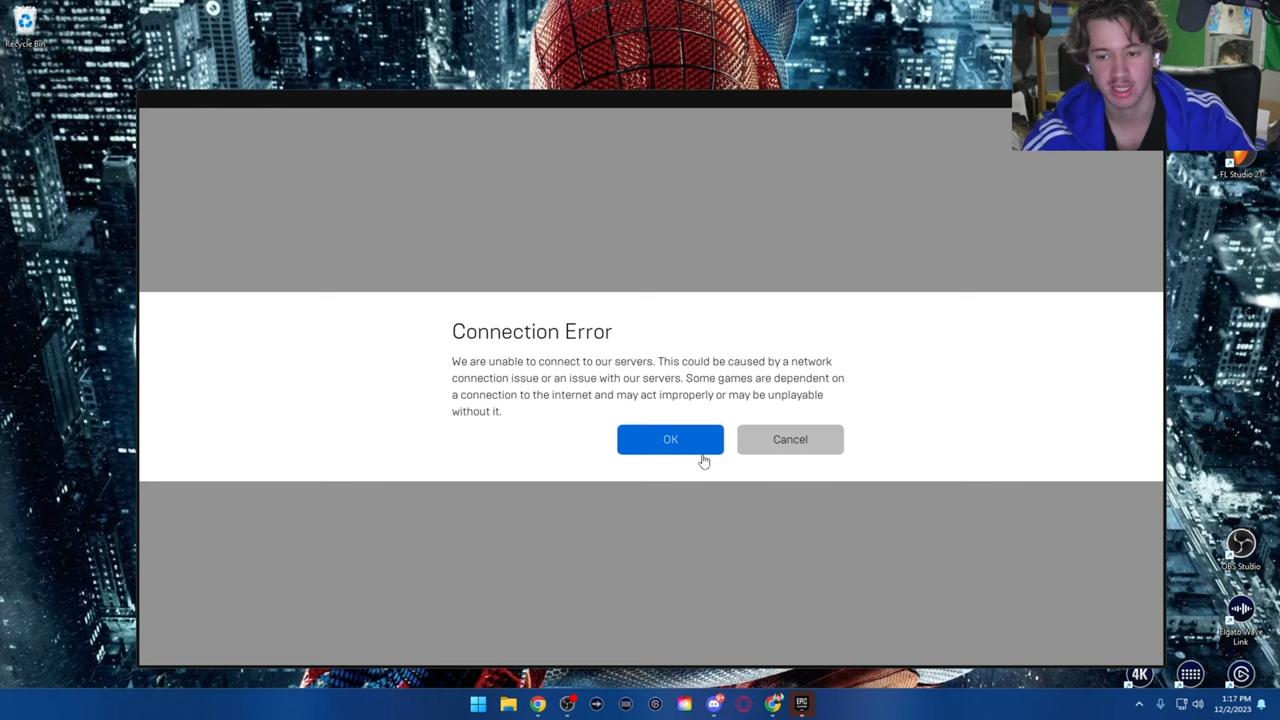 Recycle Bin
FL Studio 21
Connection Error
We are unable to connect to our servers. This could be caused by a network
connection issue or an issue with our servers. Some games are dependent on
a connection to the internet and may act improperly or may be unplayable
without it.
OK
Cancel
OBS Studio
Elgato Wave
Link
4K
EPIC
1:17 PM
12/2/2023